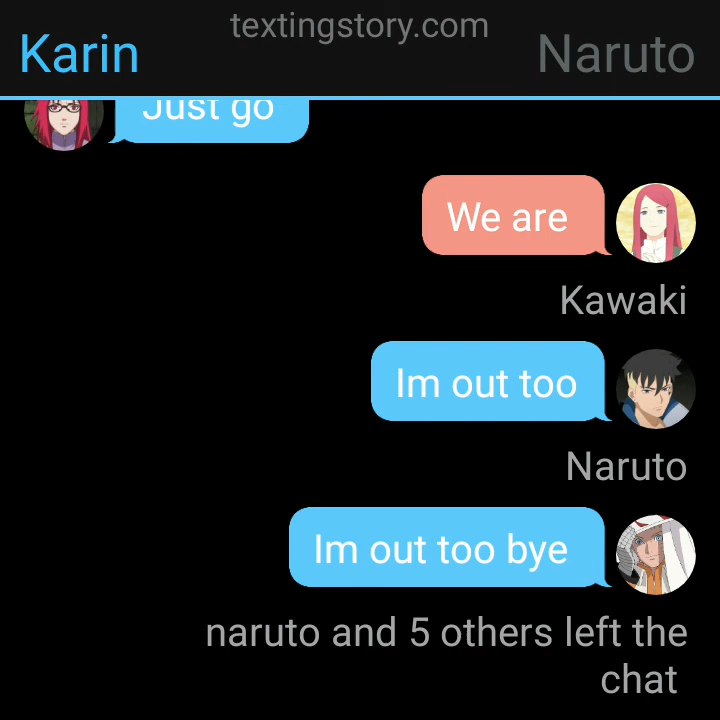 textingstory.com
Karin
Naruto
Just go
We are
Kawaki
Im out too
Naruto
Im out too bye
naruto and 5 others left the
chat